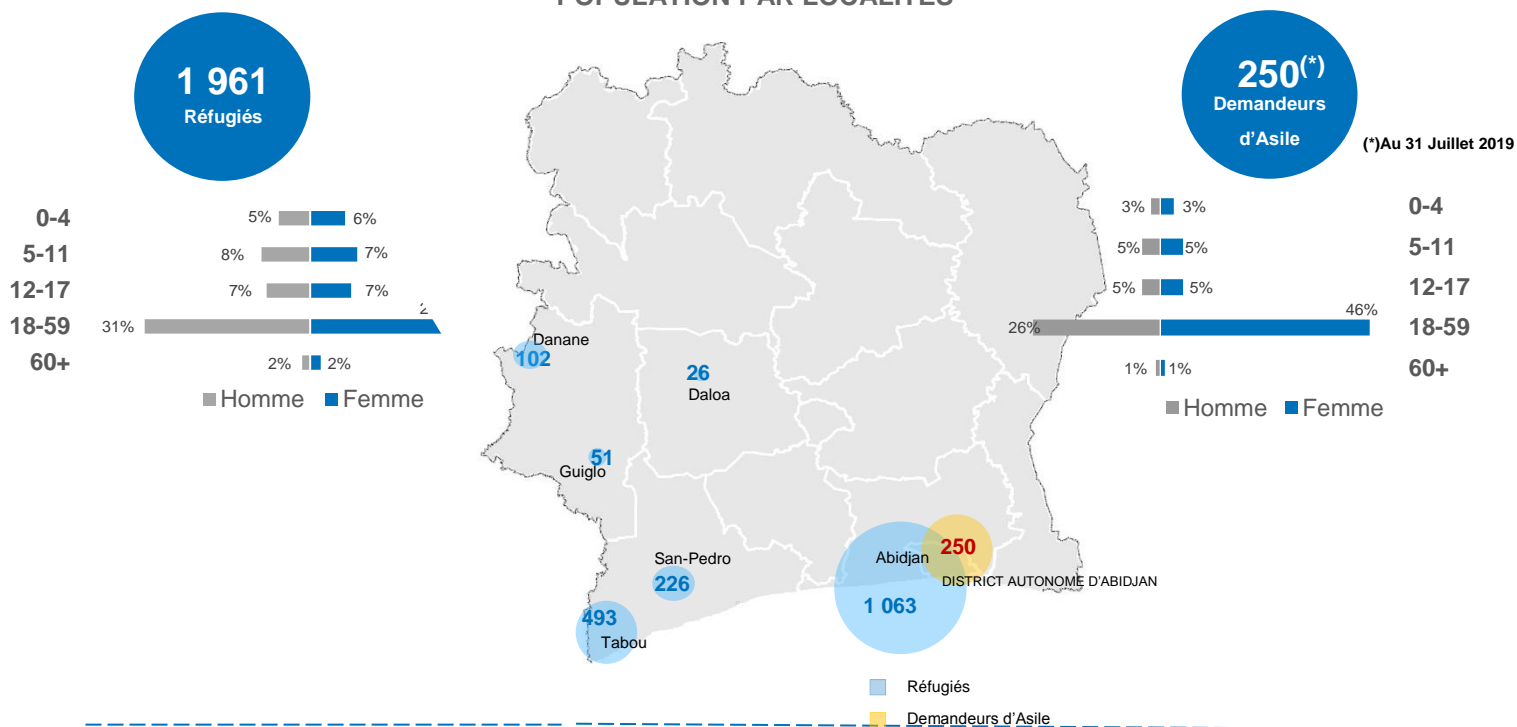 POPULATION PAR LOCALITES
1 961
Réfugiés
0-4 5% 6%
5-11 8% 7%
12-17 7% 7%
18-59 31%
60+ 2% 2%
Homme Femme
250(*)
Demandeurs
d'Asile
(*)Au 31 Juillet 2019
3% 3% 0-4
5% 5% 5-11
5% 5% 12-17
26% 46% 18-59
1% 1% 60+
Homme Femme
Danane
102
26
Daloa
51
Guiglo
San-Pedro
226
493
Tabou
Abidjan
250
DISTRICT AUTONOME D'ABIDJAN
1 063
Réfugiés
Demandeurs d'Asile